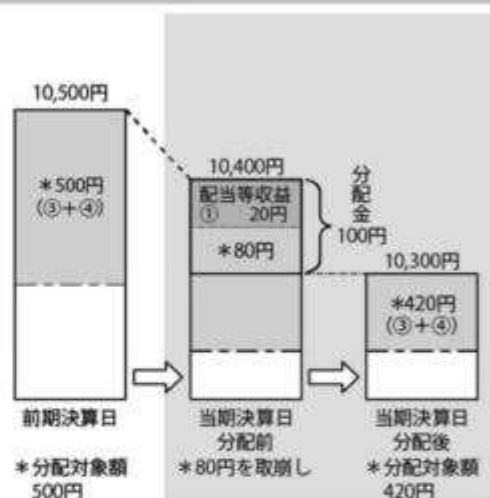 10,500円
＊500円
(③＋④)
前期決算日
＊分配対象額
500円
10,400円
配当等収益
① 20円
＊80円
分配金
100円
当期決算日
分配前
＊80円を取崩し
10,300円
＊420円
(③＋④)
当期決算日
分配後
＊分配対象額
420円